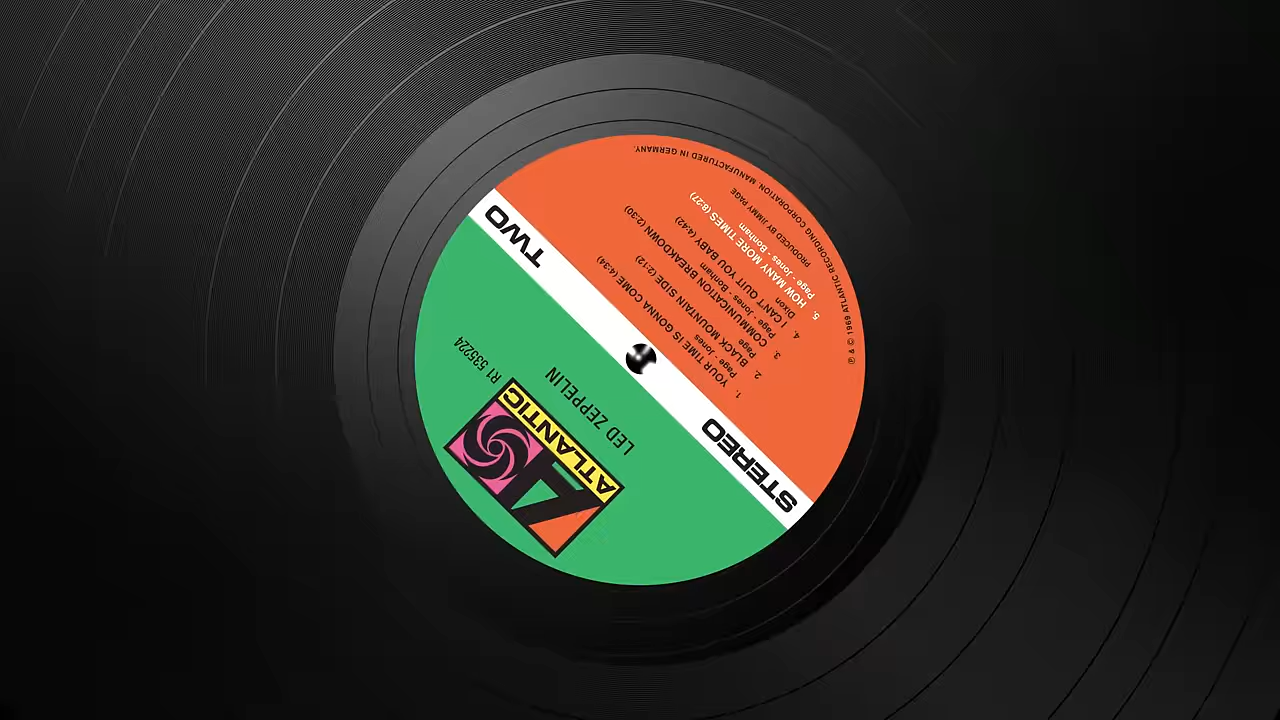 ATLANTIC
R1 535224
LED ZEPPELIN
STEREO
TWO
1. YOUR TIME IS GONNA COME (4:34)
Page - Jones
2. BLACK MOUNTAIN SIDE (2:12)
Page
3. COMMUNICATION BREAKDOWN (2:30)
Page - Jones - Bonham
4. I CAN'T QUIT YOU BABY (4:42)
Dixon
5. HOW MANY MORE TIMES (8:27)
Page - Jones - Bonham
PRODUCED BY JIMMY PAGE
℗ & © 1969 ATLANTIC RECORDING CORPORATION. MANUFACTURED IN GERMANY.